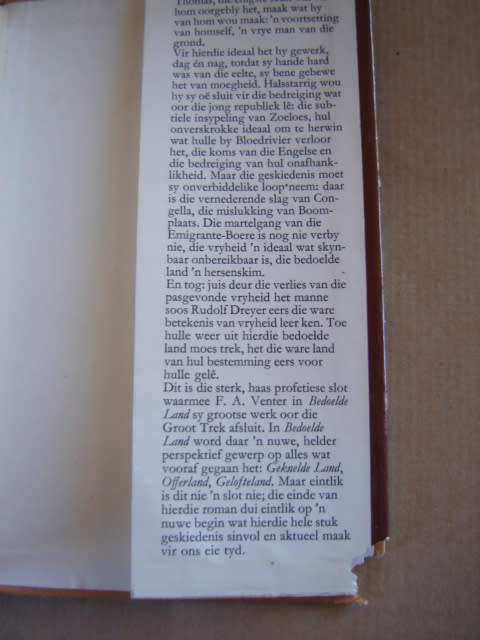 Thomas, die enigste
hom oorgebly het, maak wat hy
van hom wou maak: 'n voortsetting
van homself, 'n vrye man van die
grond.
Vir hierdie ideaal het hy gewerk,
dag én nag, totdat sy hande hard
was van die eelte, sy bene gebewe
het van moegheid. Halsstarrig wou
hy sy oë sluit vir die bedreiging wat
oor die jong republiek lê: die sub-
tiele insypeling van Zoeloes, hul
onverskrokke ideaal om te herwin
wat hulle by Bloedrivier verloor
het, die koms van die Engelse en
die bedreiging van hul onafhank-
likheid. Maar die geskiedenis moet
sy onverbiddelike loop neem: daar
is die vernederende slag van Con-
gella, die mislukking van Boom-
plaats. Die martelgang van die
Emigrante-Boere is nog nie verby
nie, die vryheid 'n ideaal wat skyn-
baar onbereikbaar is, die bedoelde
land 'n hersenskim.
En tog: juis deur die verlies van die
pasgevonde vryheid het manne
soos Rudolf Dreyer eers die ware
betekenis van vryheid leer ken. Toe
hulle weer uit hierdie bedoelde
land moes trek, het die ware land
van hul bestemming eers voor
hulle gelê.
Dit is die sterk, haas profetiese slot
waarmee F. A. Venter in Bedoelde
Land sy grootse werk oor die
Groot Trek afsluit. In Bedoelde
Land word daar 'n nuwe, helder
perspektief gewerp op alles wat
vooraf gegaan het: Geknelde Land,
Offerland, Gelofteland. Maar eintlik
is dit nie 'n slot nie; die einde van
hierdie roman dui eintlik op 'n
nuwe begin wat hierdie hele stuk
geskiedenis sinvol en aktueel maak
vir ons eie tyd.